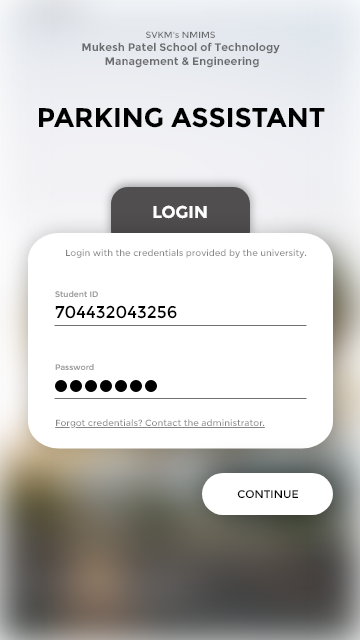 SVKM's NMIMS
Mukesh Patel School of Technology
Management & Engineering
PARKING ASSISTANT
LOGIN
Login with the credentials provided by the university.
Student ID
704432043256
Password
●●●●●●●
Forgot credentials? Contact the administrator.
CONTINUE